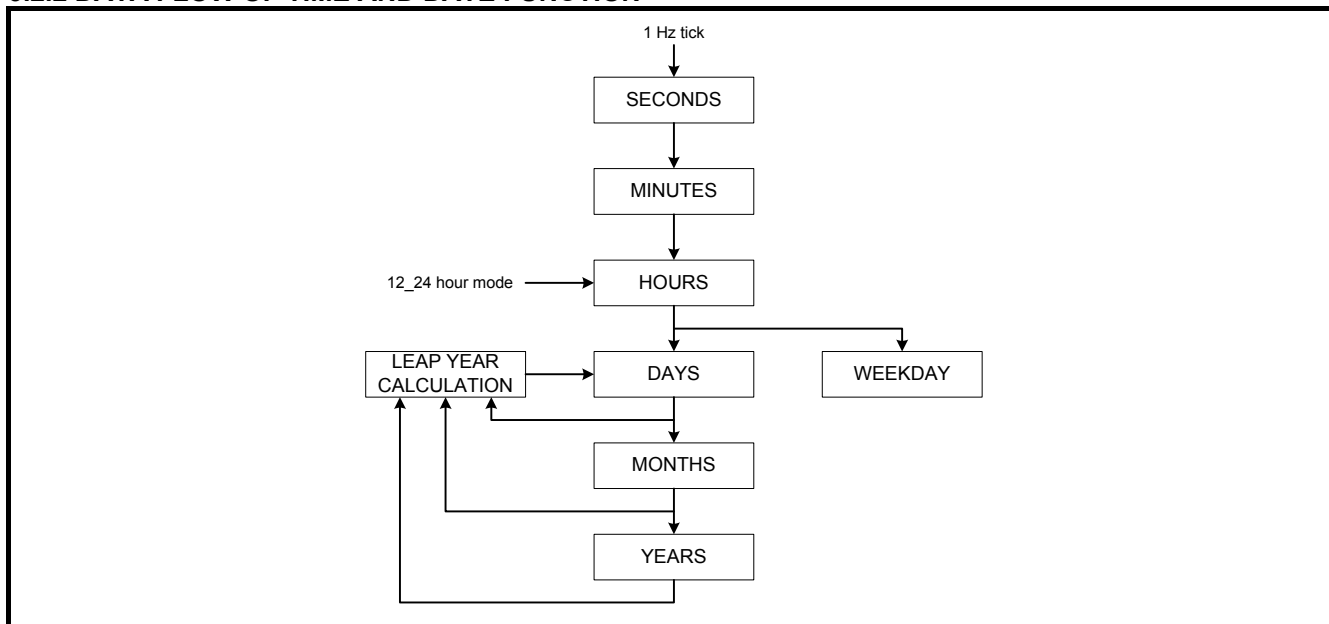 1 Hz tick
SECONDS
MINUTES
12_24 hour mode
HOURS
LEAP YEAR
CALCULATION
DAYS
WEEKDAY
MONTHS
YEARS